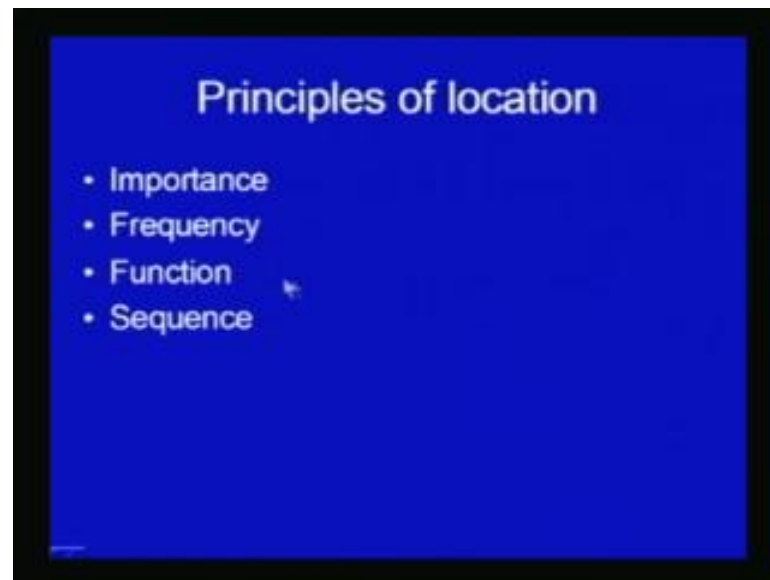 Principles of location
• Importance
• Frequency
• Function
• Sequence